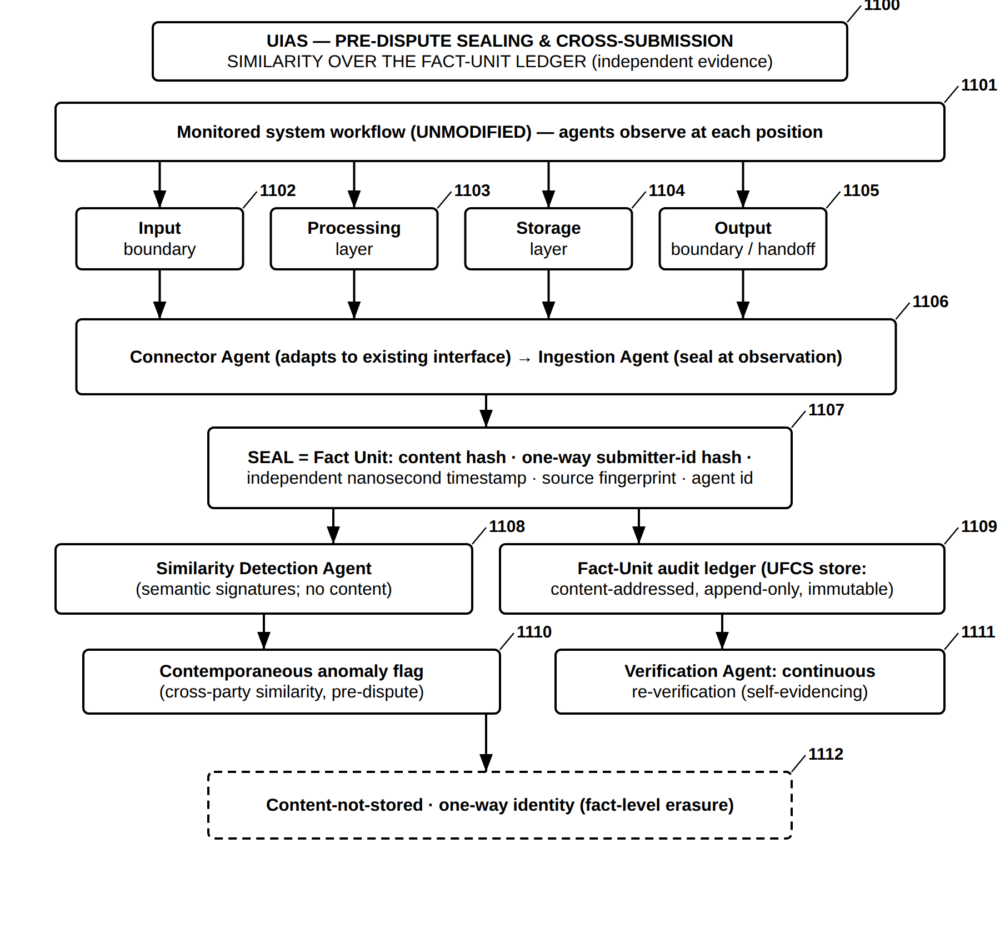 1100
UIAS — PRE-DISPUTE SEALING & CROSS-SUBMISSION
SIMILARITY OVER THE FACT-UNIT LEDGER (independent evidence)
1101
Monitored system workflow (UNMODIFIED) — agents observe at each position
1102
1103
1104
1105
Input
boundary
Processing
layer
Storage
layer
Output
boundary / handoff
1106
Connector Agent (adapts to existing interface) → Ingestion Agent (seal at observation)
1107
SEAL = Fact Unit: content hash · one-way submitter-id hash ·
independent nanosecond timestamp · source fingerprint · agent id
1108
1109
Similarity Detection Agent
(semantic signatures; no content)
Fact-Unit audit ledger (UFCS store:
content-addressed, append-only, immutable)
1110
1111
Contemporaneous anomaly flag
(cross-party similarity, pre-dispute)
Verification Agent: continuous
re-verification (self-evidencing)
1112
Content-not-stored · one-way identity (fact-level erasure)